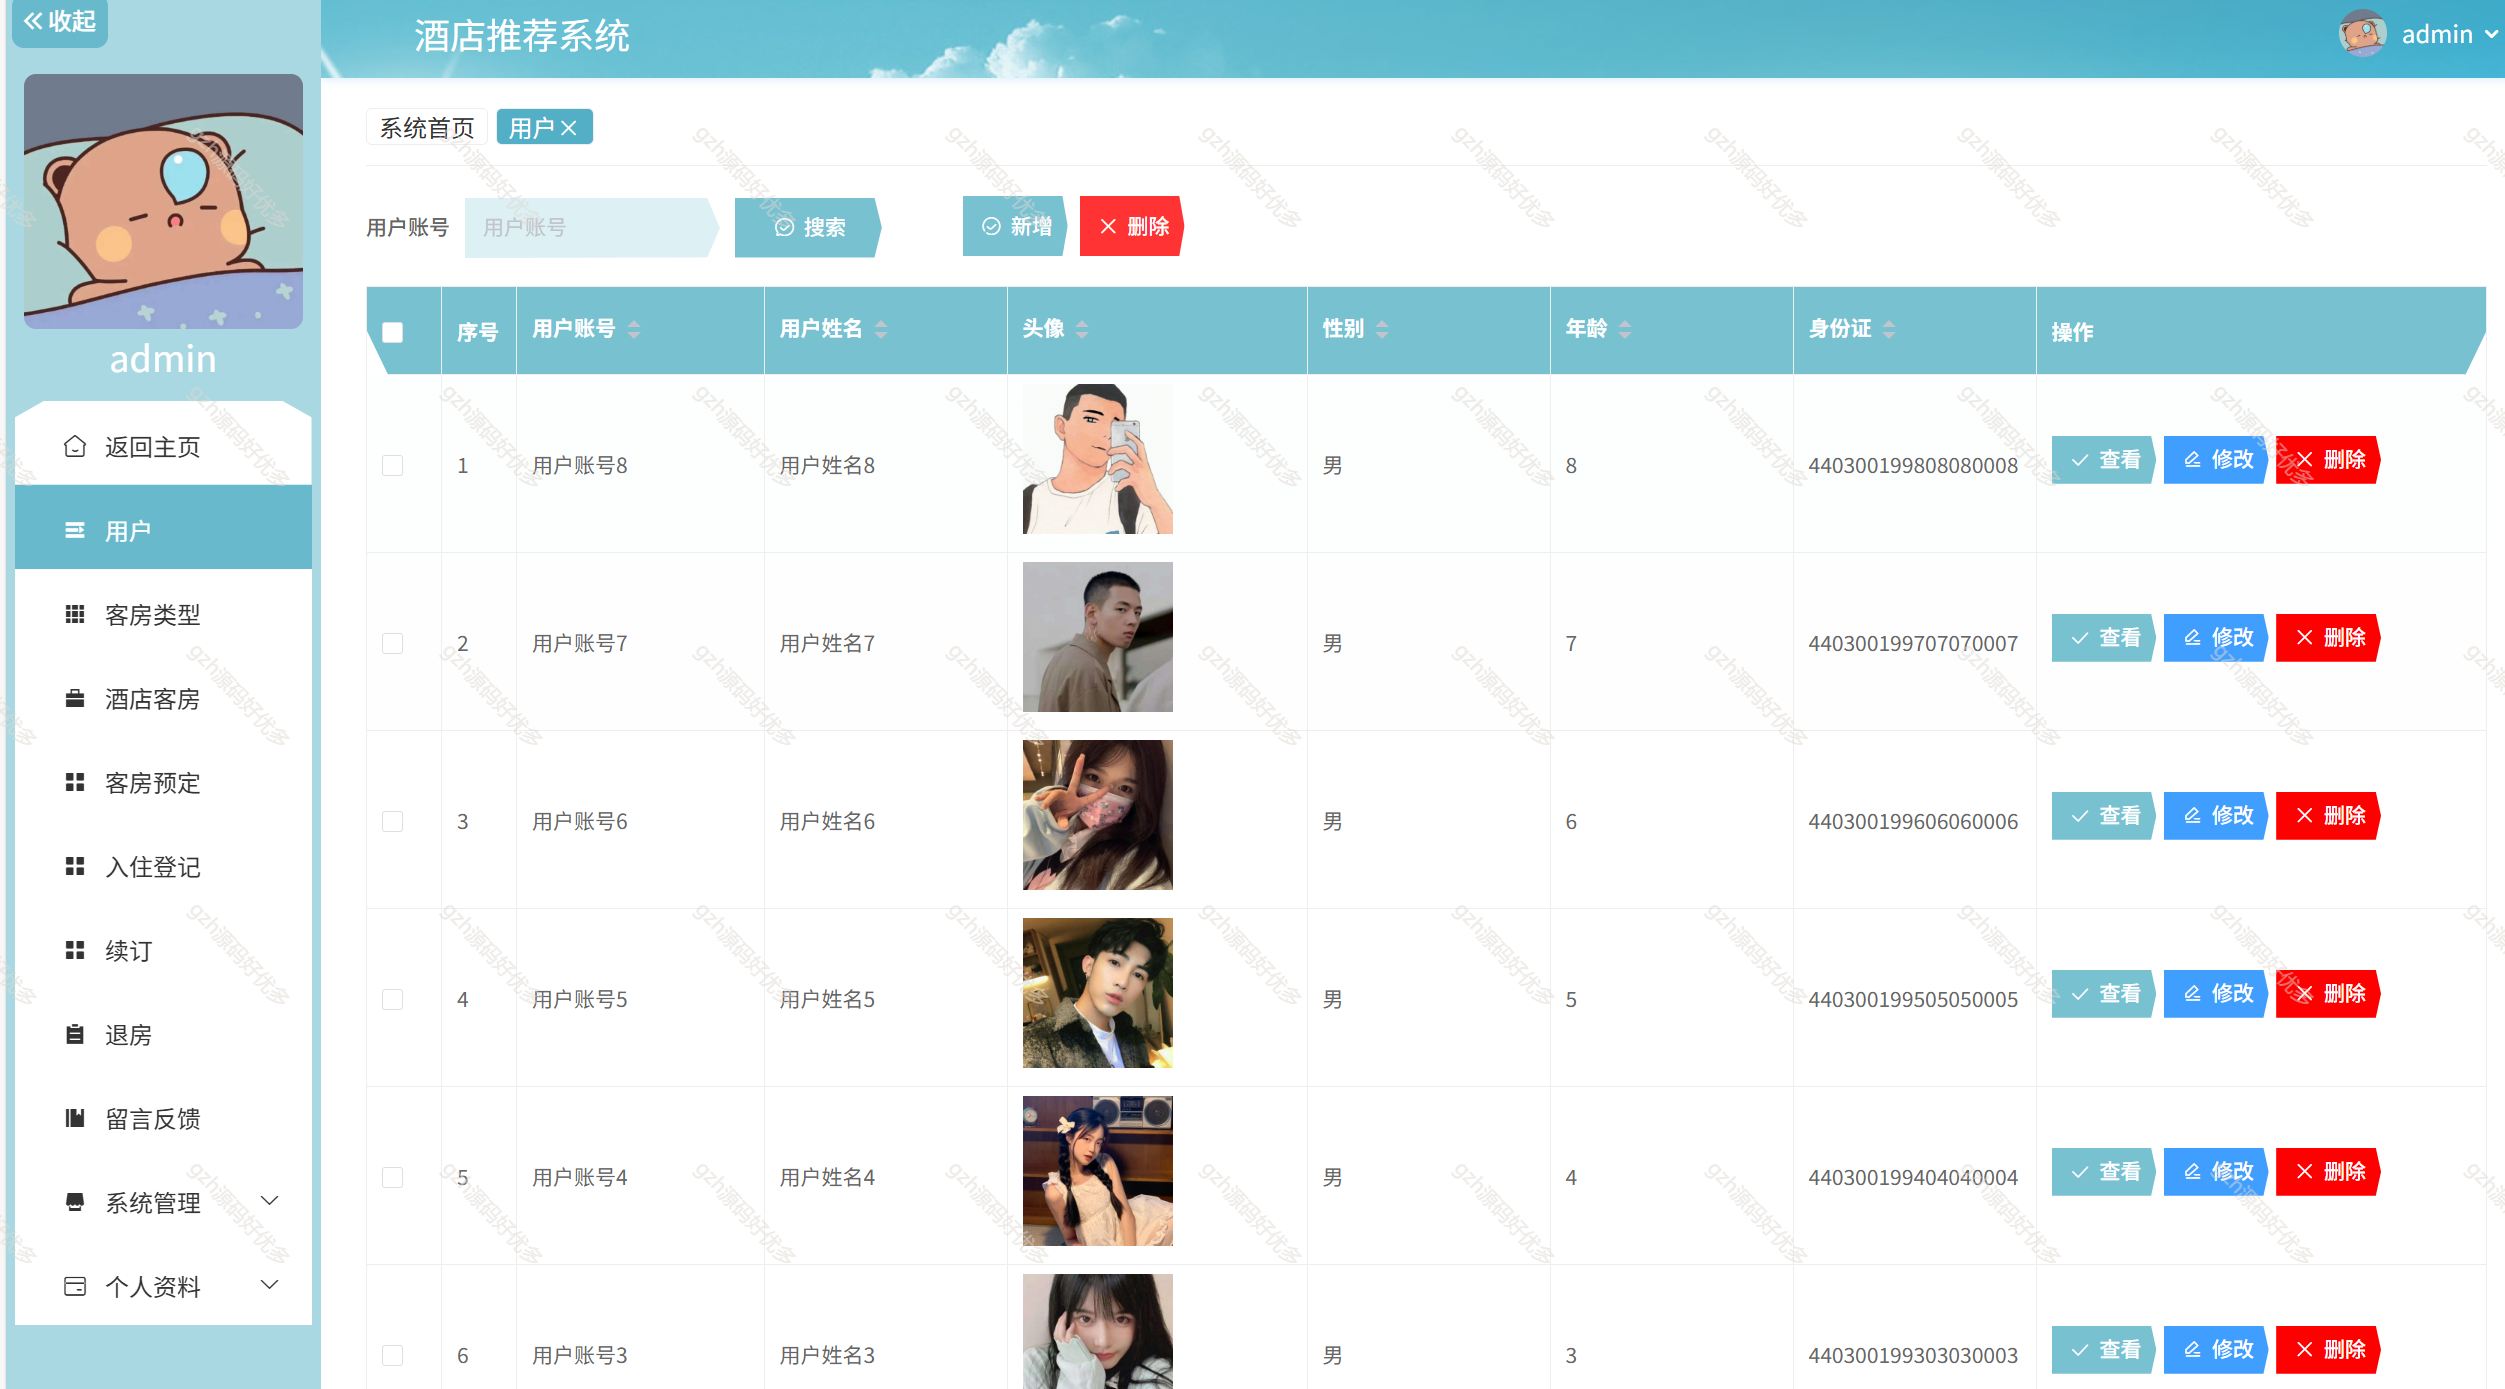 收起
酒店推荐系统
admin
系统首页 用户
用户账号 用户账号 搜索 新增 删除
admin
返回主页
用户
客房类型
酒店客房
客房预定
入住登记
续订
退房
留言反馈
系统管理
个人资料
序号 用户账号 用户姓名 头像 性别 年龄 身份证 操作
1 用户账号8 用户姓名8 男 8 440300199808080008 查看 修改 删除
2 用户账号7 用户姓名7 男 7 440300199707070007 查看 修改 删除
3 用户账号6 用户姓名6 男 6 440300199606060006 查看 修改 删除
4 用户账号5 用户姓名5 男 5 440300199505050005 查看 修改 删除
5 用户账号4 用户姓名4 男 4 440300199404040004 查看 修改 删除
6 用户账号3 用户姓名3 男 3 440300199303030003 查看 修改 删除
gzh源码好优多